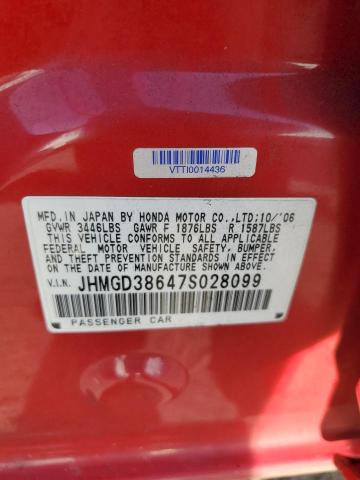 VTTI0014436
MFD. IN JAPAN BY HONDA MOTOR CO.,LTD:10/'06
GVWR 3446LBS GAWR F 1876LBS R 1587LBS
THIS VEHICLE CONFORMS TO ALL APPLICABLE
FEDERAL MOTOR VEHICLE SAFETY, BUMPER,
AND THEFT PREVENTION STANDARDS IN EFFECT
ON THE DATE OF MANUFACTURE SHOWN ABOVE.
V.I.N. JHMGD38647S028099
PASSENGER CAR